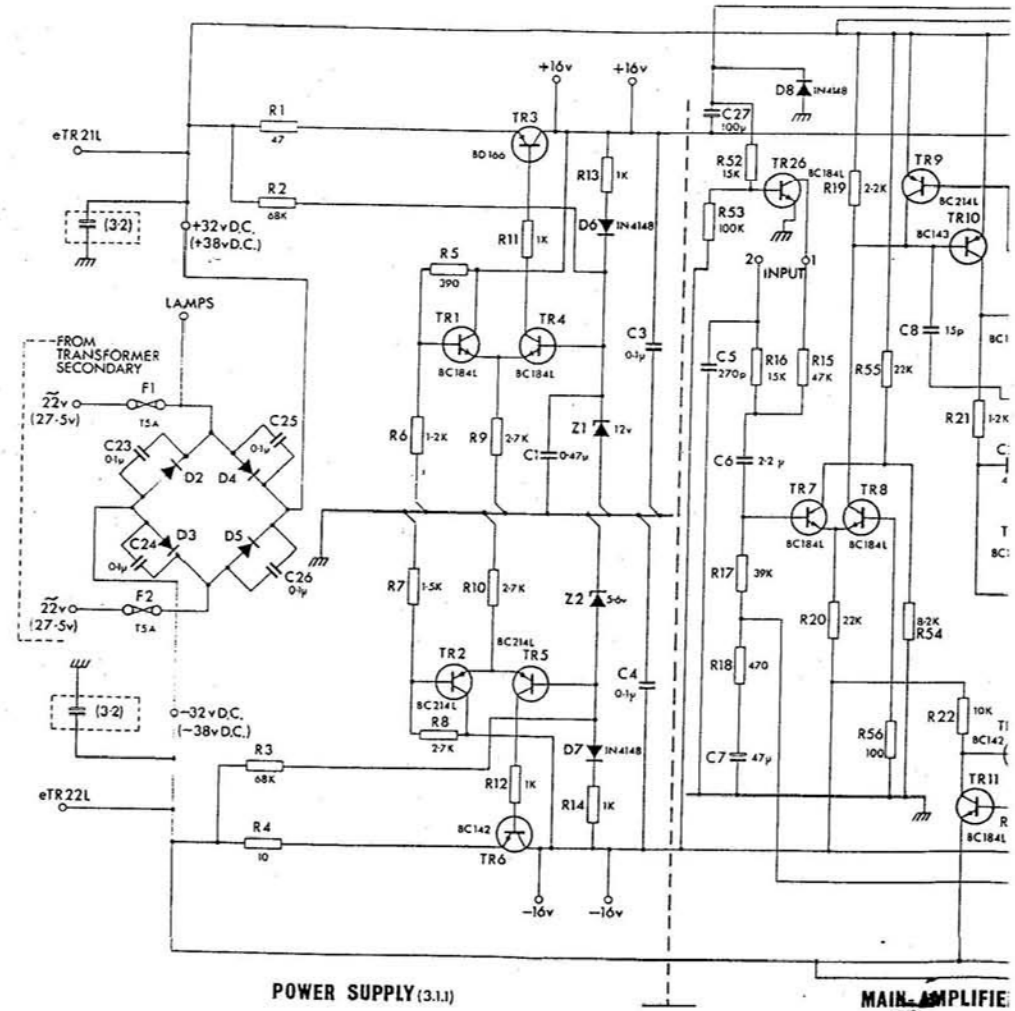 +16v
+16v
D8
1N4148
C27
100µ
R1
47
TR3
BD166
eTR21L
R13
1K
R52
15K
TR26
BC184L
R19
2·2K
TR9
BC214L
R2
68K
R53
100K
TR10
BC143
(3·2)
+32vD.C.
(+38vD.C.)
R11
1K
D6
1N4148
R5
390
2
INPUT
1
LAMPS
TR1
BC184L
TR4
BC184L
C3
0·1µ
C8
15p
FROM
TRANSFORMER
SECONDARY
C5
270p
R16
15K
R15
47K
R55
22K
F1
T5A
22v
(27·5v)
C25
0·1µ
R21
1·2K
C23
0·1µ
D2
D4
R6
1·2K
R9
2·7K
C1
0·47µ
Z1
12v
C6
2·2µ
TR7
BC184L
TR8
BC184L
D3
D5
C24
0·1µ
C26
0·1µ
R7
1·5K
R10
2·7K
Z2
5·6v
R17
39K
F2
T5A
22v
(27·5v)
R20
22K
8·2K
R54
TR2
BC214L
BC214L
TR5
C4
0·1µ
R18
470
(3·2)
−32vD.C.
(−38vD.C.)
R8
2·7K
R22
10K
BC142
R3
68K
D7
1N4148
C7
47µ
R56
100
eTR22L
R12
1K
R14
1K
TR11
BC184L
R4
10
BC142
TR6
−16v
−16v
POWER SUPPLY (3.1.1)
MAIN-AMPLIFIE